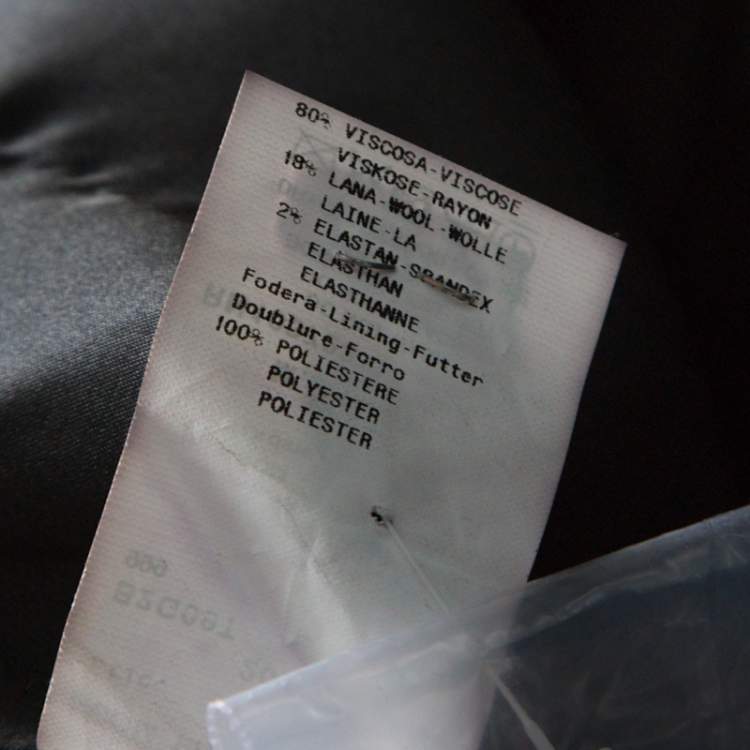 80% VISCOSA-VISCOSE
VISKOSE-RAYON
18% LANA-WOOL-WOLLE
LAINE-LA
2% ELASTAN-SPANDEX
ELASTHAN
ELASTHANNE
Fodera-Lining-Futter
Doublure-Forro
100% POLIESTERE
POLYESTER
POLIESTER